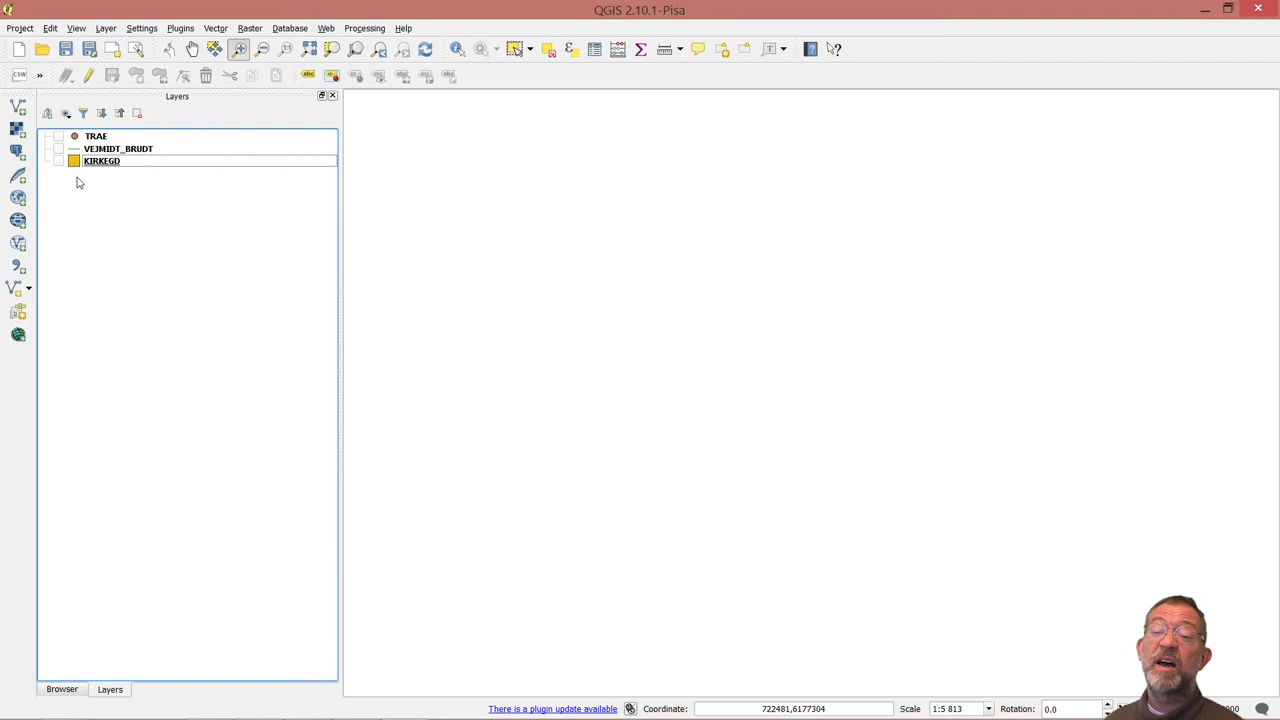 QGIS 2.10.1-Pisa
Project Edit View Layer Settings Plugins Vector Raster Database Web Processing Help
CSW
abc
Layers
TRAE
VEJMIDT_BRUDT
KIRKEGD
Browser Layers
There is a plugin update available Coordinate: 722481,6177304 Scale 1:5 813 Rotation: 0.0